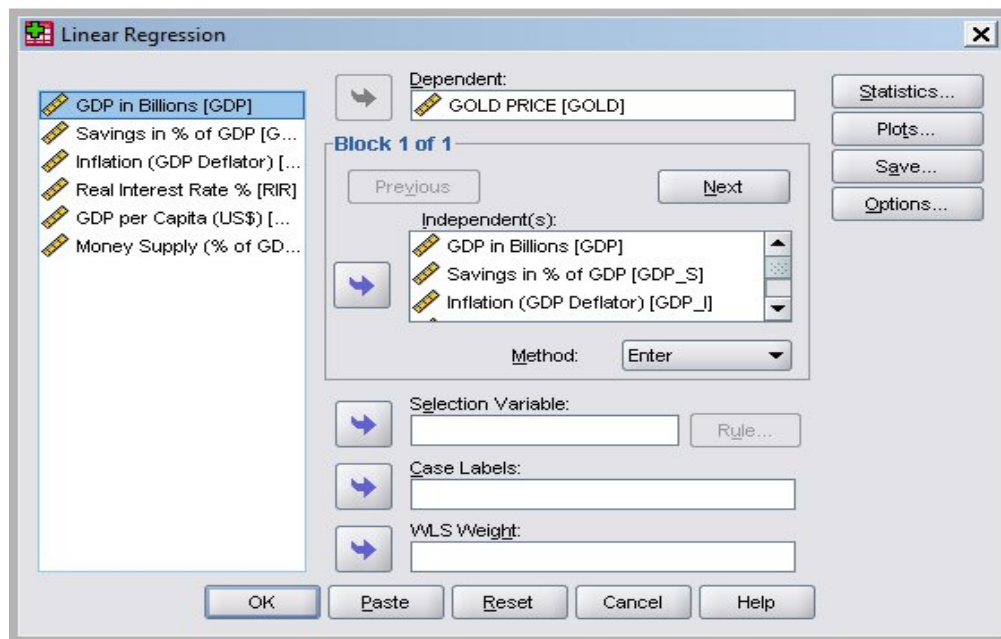 Linear Regression
GDP in Billions [GDP]
Savings in % of GDP [G...
Inflation (GDP Deflator) [...
Real Interest Rate % [RIR]
GDP per Capita (US$) [...
Money Supply (% of GD...
Dependent:
GOLD PRICE [GOLD]
Block 1 of 1
Previous
Next
Independent(s):
GDP in Billions [GDP]
Savings in % of GDP [GDP_S]
Inflation (GDP Deflator) [GDP_I]
Method:
Enter
Selection Variable:
Rule...
Case Labels:
WLS Weight:
Statistics...
Plots...
Save...
Options...
OK
Paste
Reset
Cancel
Help